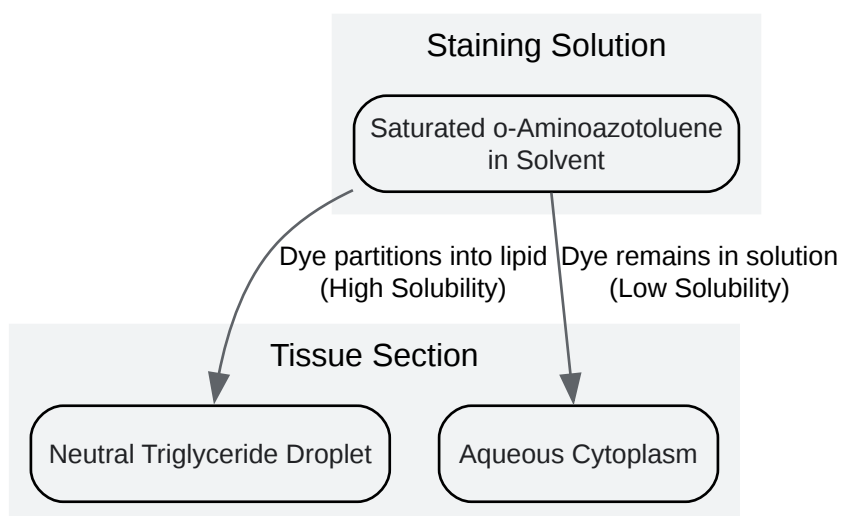 Staining Solution
Saturated o-Aminoazotoluene
in Solvent
Dye partitions into lipid
(High Solubility)
Dye remains in solution
(Low Solubility)
Tissue Section
Neutral Triglyceride Droplet
Aqueous Cytoplasm